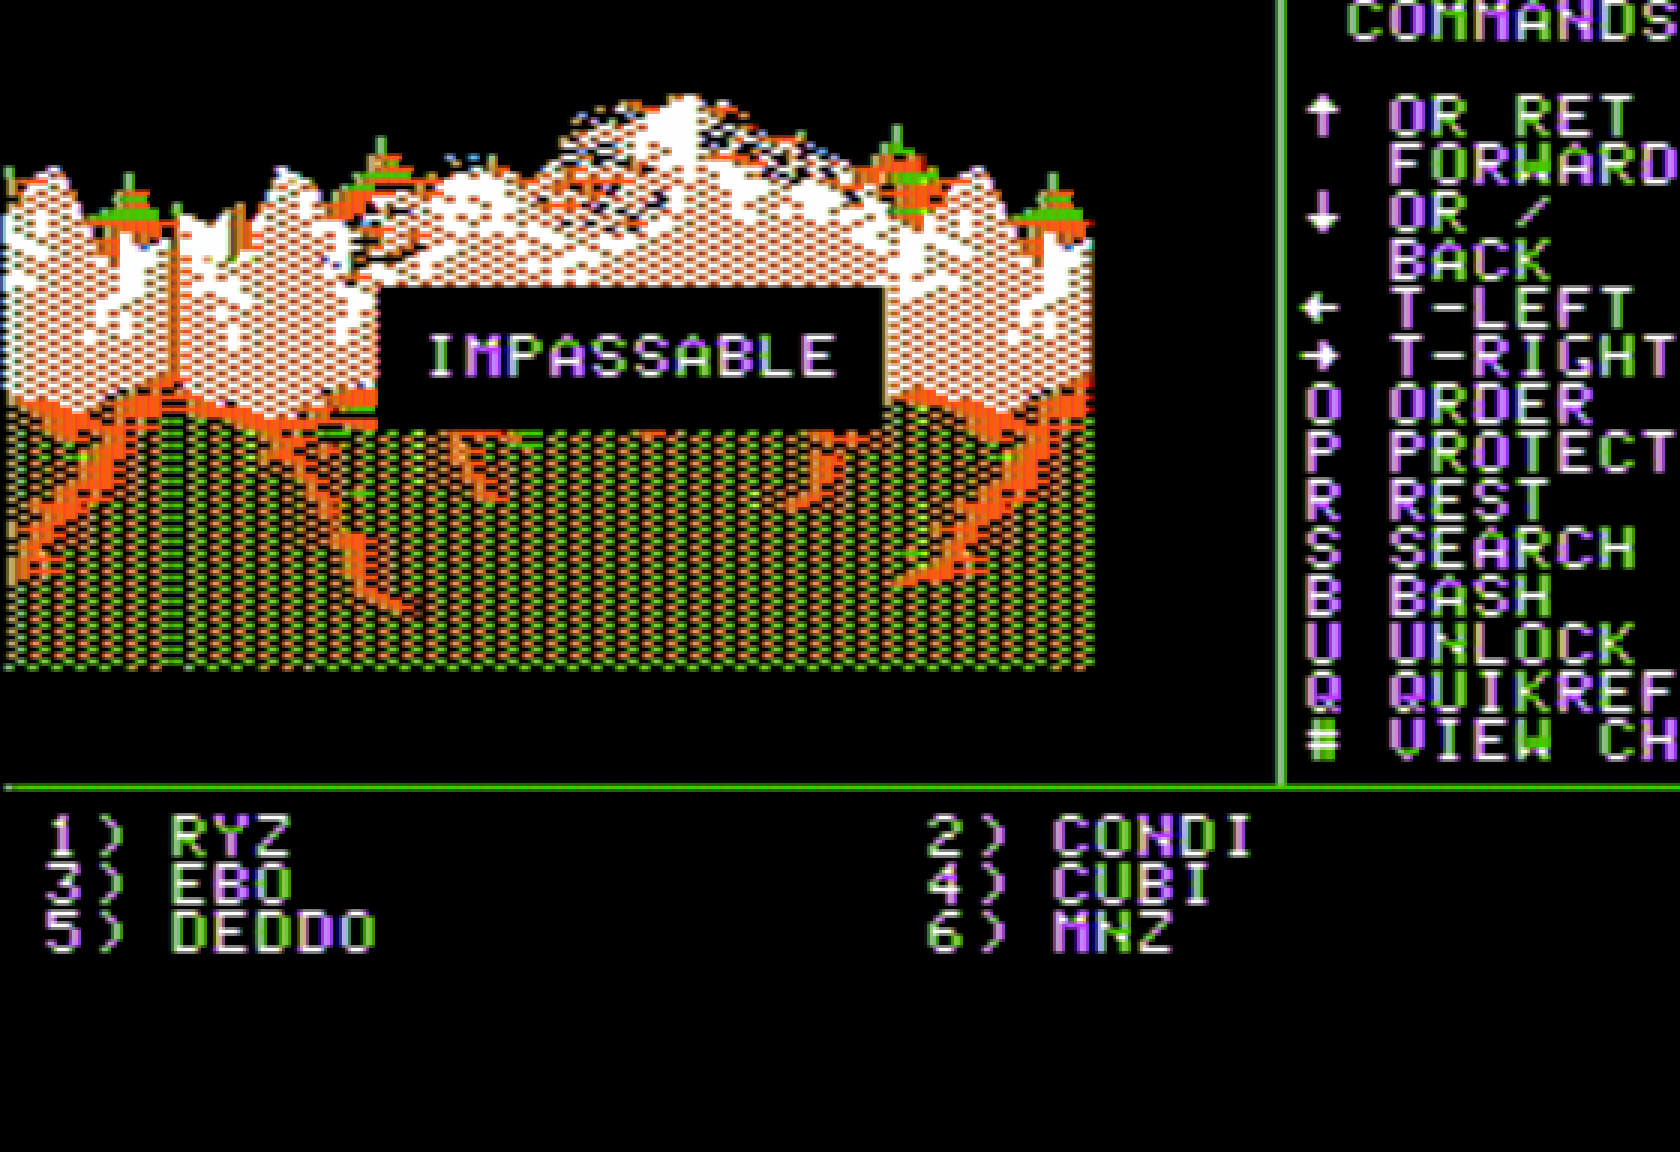 COMMANDS
↑ OR RET
FORWARD
↓ OR /
BACK
← T-LEFT
→ T-RIGHT
O ORDER
P PROTECT
R REST
S SEARCH
B BASH
U UNLOCK
Q QUIKREF
# VIEW CH
IMPASSABLE
1) RYZ 2) CONDI
3) EBO 4) CUBI
5) DEDDO 6) MNZ